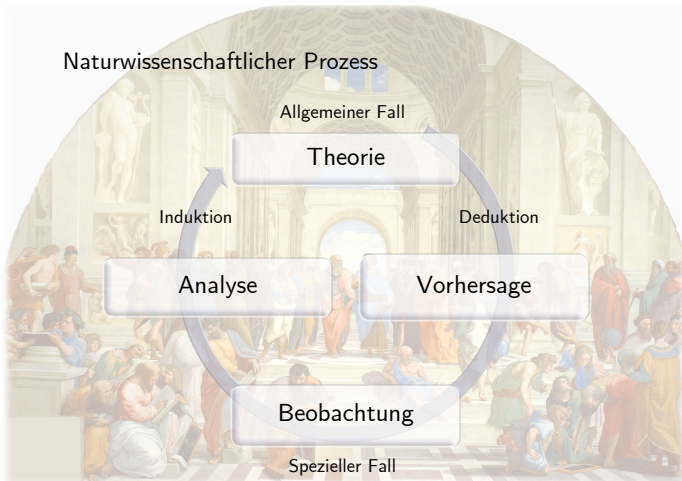 Naturwissenschaftlicher Prozess
Allgemeiner Fall
Theorie
Induktion
Deduktion
Analyse
Vorhersage
Beobachtung
Spezieller Fall